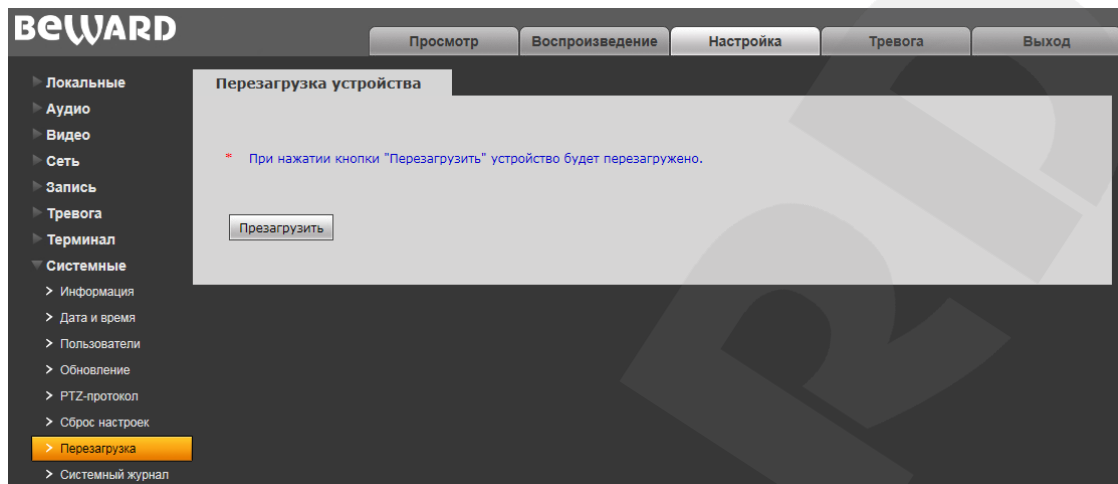 BEWARD
Просмотр Воспроизведение Настройка Тревога Выход
Локальные
Аудио
Видео
Сеть
Запись
Тревога
Терминал
Системные
Информация
Дата и время
Пользователи
Обновление
PTZ-протокол
Сброс настроек
Перезагрузка
Системный журнал
Перезагрузка устройства
* При нажатии кнопки "Перезагрузить" устройство будет перезагружено.
Презагрузить